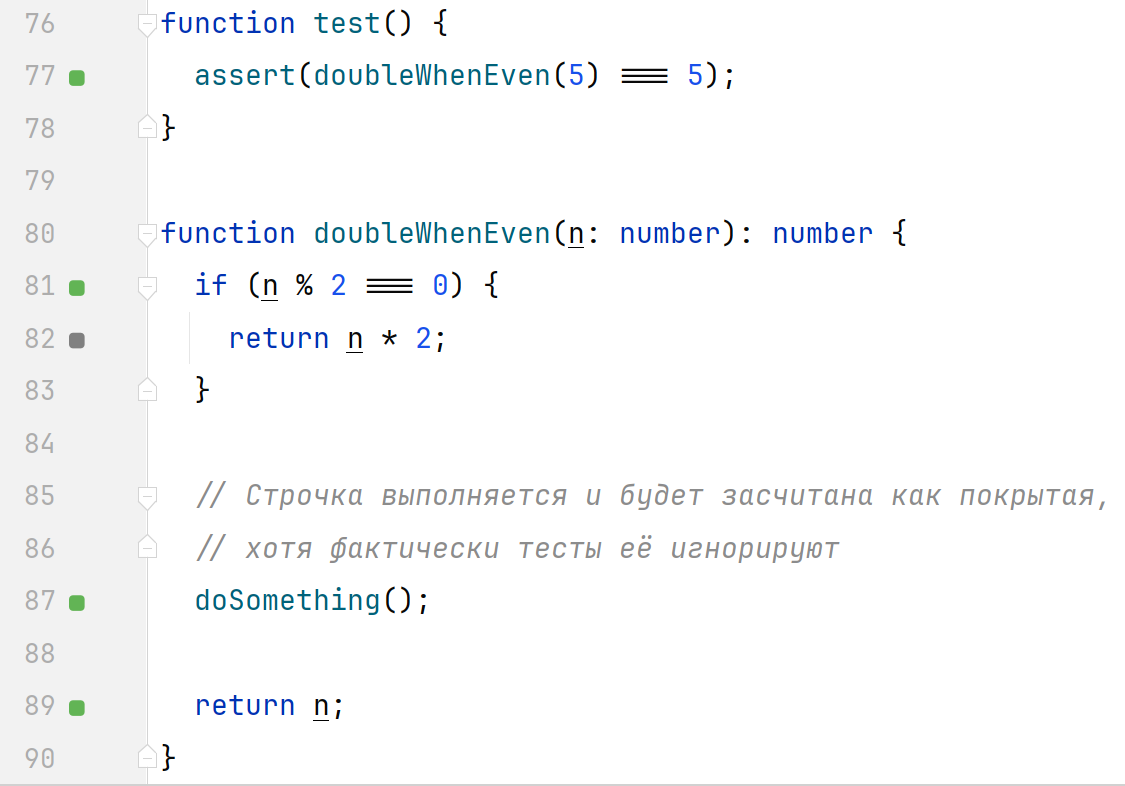 76 function test() {
77 assert(doubleWhenEven(5) === 5);
78 }
79
80 function doubleWhenEven(n: number): number {
81 if (n % 2 === 0) {
82 return n * 2;
83 }
84
85 // Строчка выполняется и будет засчитана как покрытая,
86 // хотя фактически тесты её игнорируют
87 doSomething();
88
89 return n;
90 }